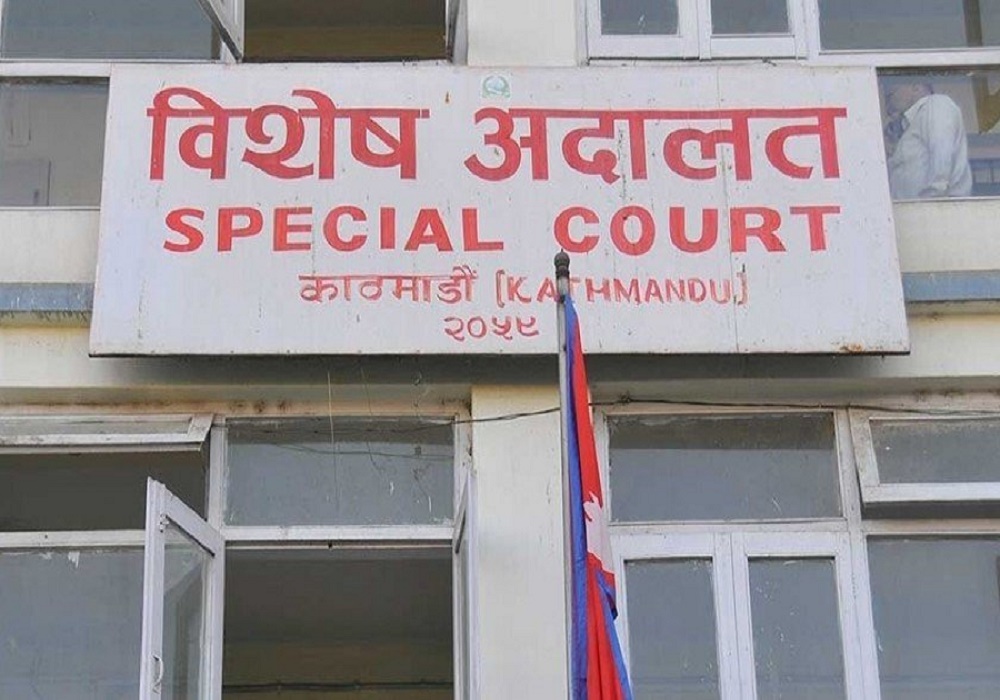 विशेष अदालत
SPECIAL COURT
काठमाडौं [KATHMANDU]
२०५९